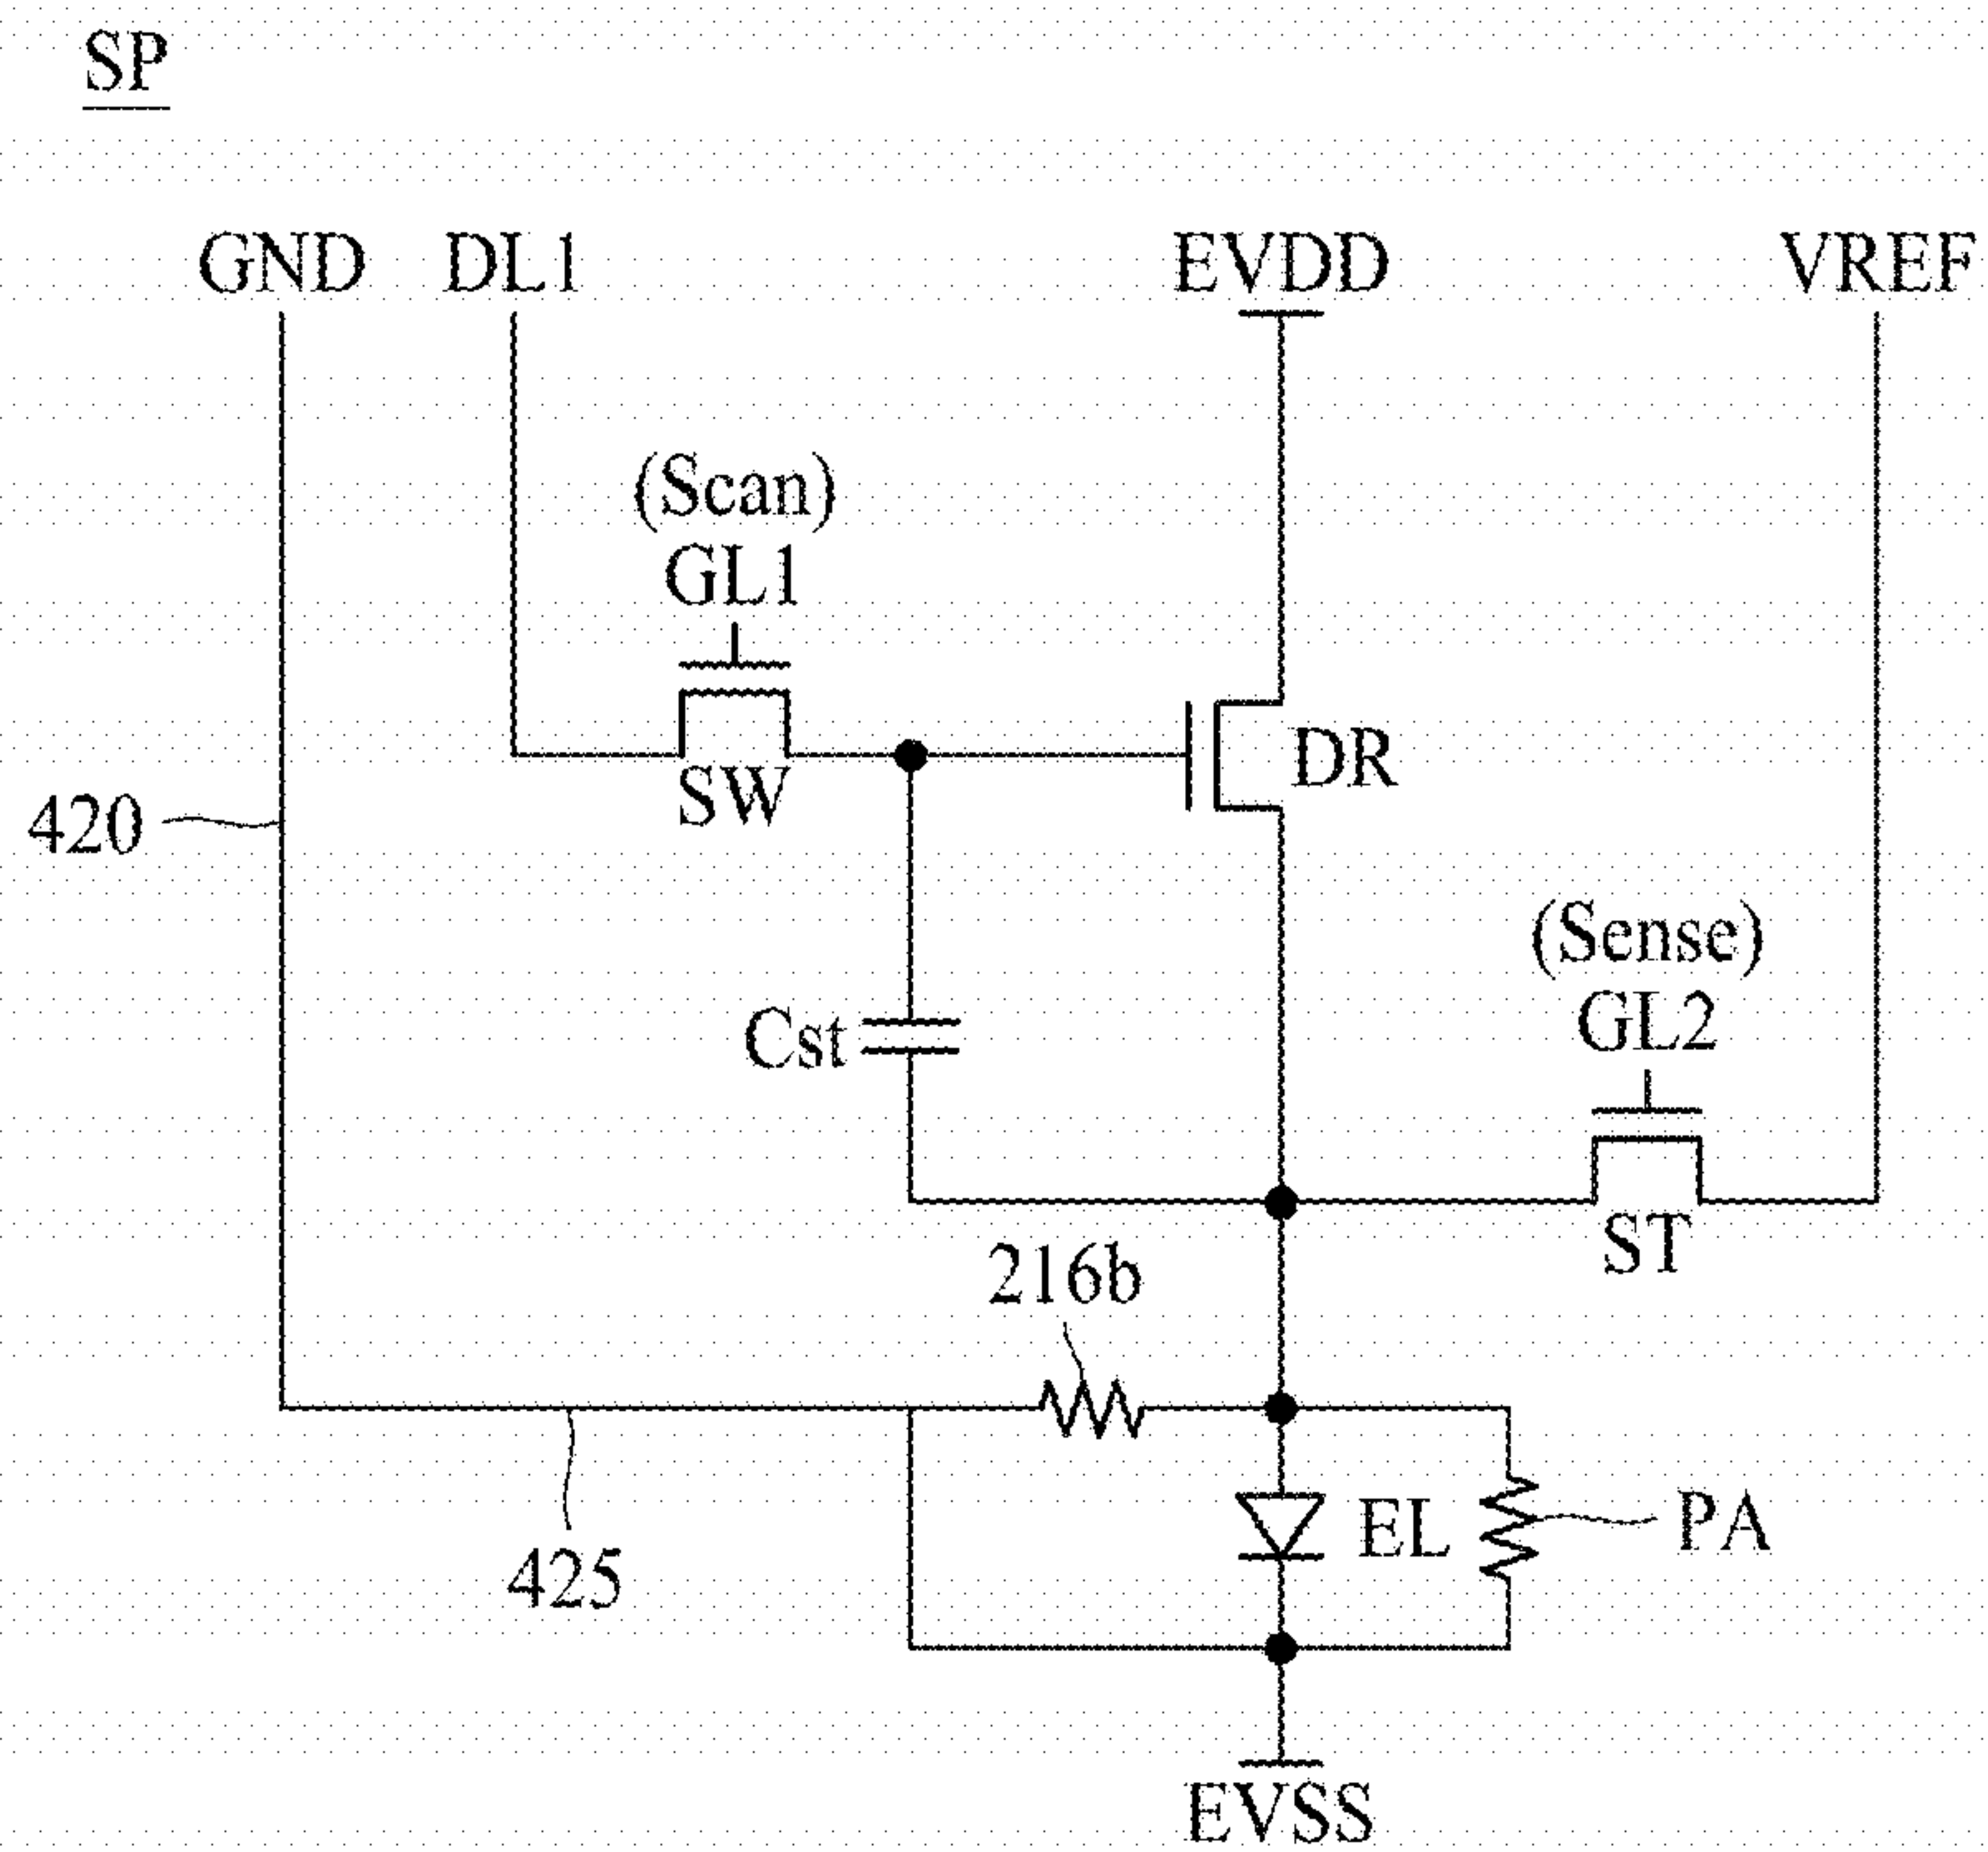 SP
GND DL1 EVDD VREF
(Scan)
GL1
SW
DR
420
(Sense)
GL2
Cst
ST
216b
EL
PA
425
EVSS